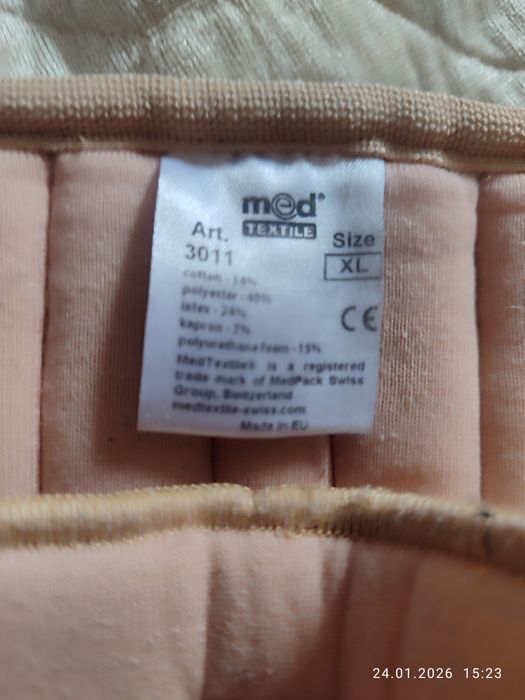 med®
TEXTILE
Art.
3011
Size
XL
cotton - 14%
polyester - 40%
latex - 24%
kapron - 7%
polyurethane foam - 15%
CE
MedTextile® is a registered
trade mark of MedPack Swiss
Group, Switzerland
medtextile-swiss.com
Made in EU
24.01.2026 15:23